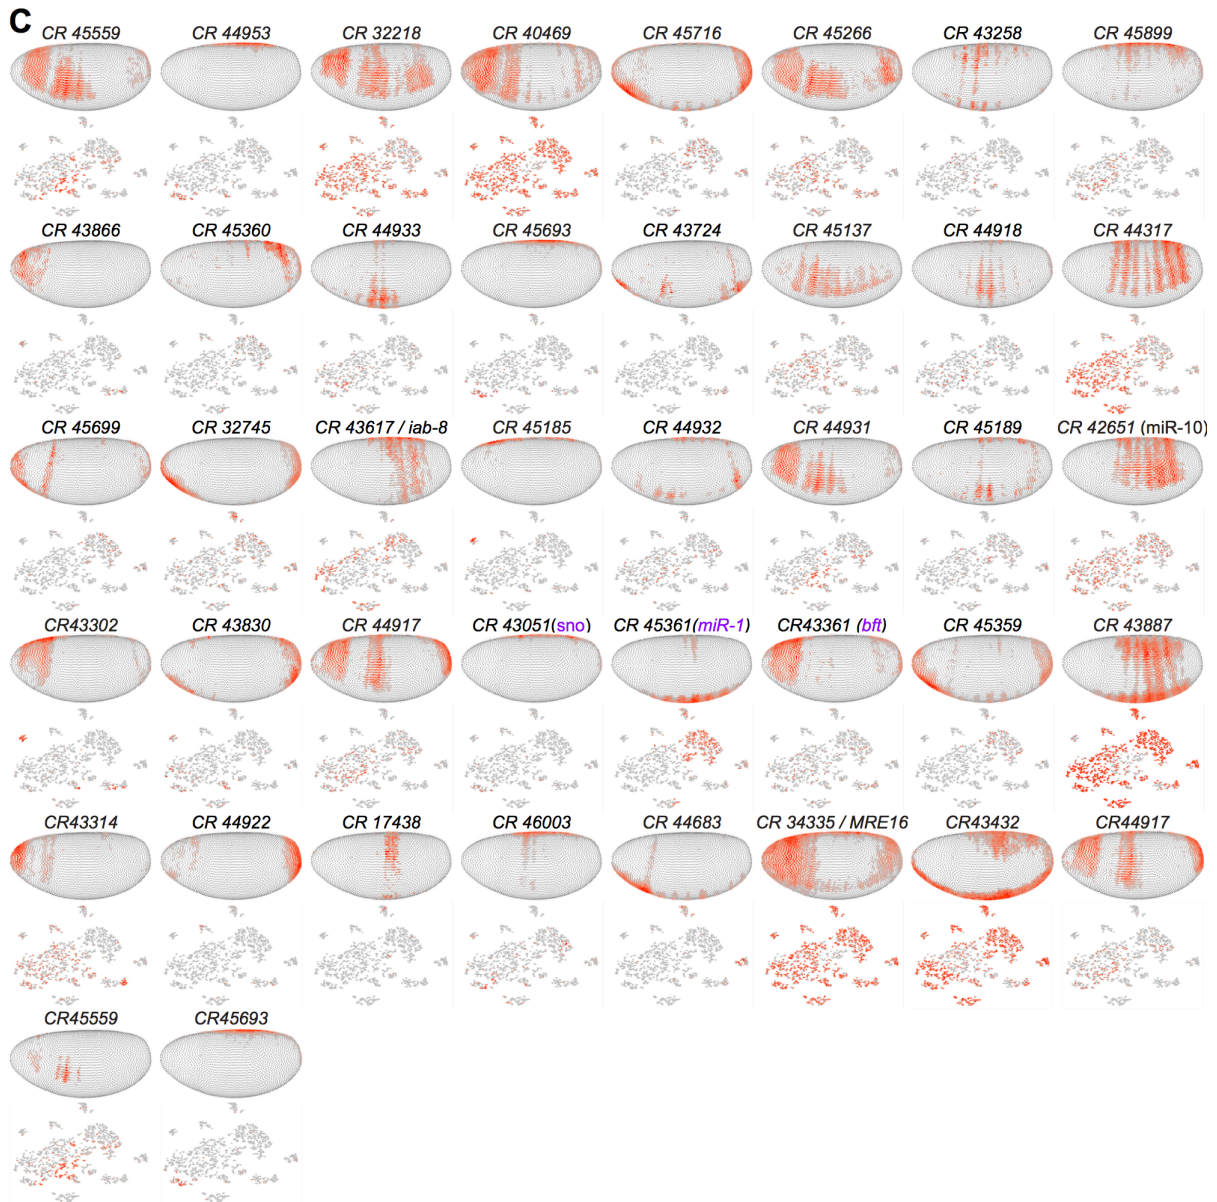 C
CR 45559 CR 44953 CR 32218 CR 40469 CR 45716 CR 45266 CR 43258 CR 45899
CR 43866 CR 45360 CR 44933 CR 45693 CR 43724 CR 45137 CR 44918 CR 44317
CR 45699 CR 32745 CR 43617 / iab-8 CR 45185 CR 44932 CR 44931 CR 45189 CR 42651 (miR-10)
CR43302 CR 43830 CR 44917 CR 43051(sno) CR 45361(miR-1) CR43361 (bft) CR 45359 CR 43887
CR43314 CR 44922 CR 17438 CR 46003 CR 44683 CR 34335 / MRE16 CR43432 CR44917
CR45559 CR45693